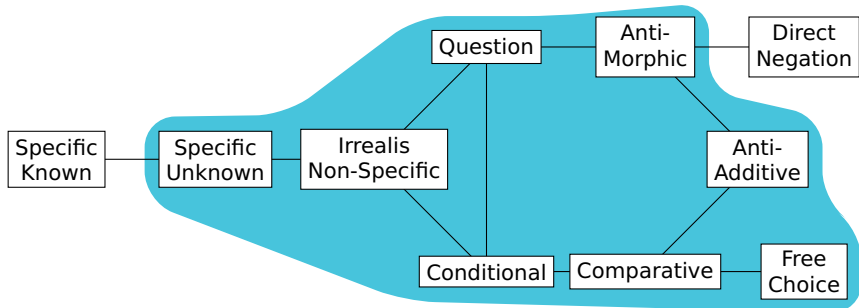 Question
Anti-
Morphic
Direct
Negation
Specific
Known
Specific
Unknown
Irrealis
Non-Specific
Anti-
Additive
Conditional
Comparative
Free
Choice